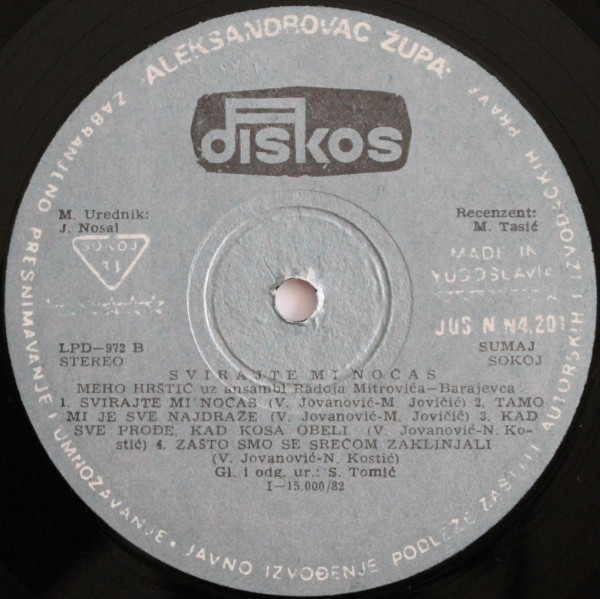 ALEKSANDROVAC ŽUPA
ZABRANJENO PRESNIMAVANJE I UMNOŽAVANJE • JAVNO IZVOĐENJE PODLEŽE ZAŠTITI AUTORSKIH I IZVOĐAČKIH PRAVA
diskos
M. Urednik:
J. Nosal
SOKOJ
Recenzent:
M. Tasić
MADE IN
YUGOSLAVIA
JUS N N4.201
LPD—972 B
STEREO
SUMAJ
SOKOJ
SVIRAJTE MI NOĆAS
MEHO HRŠTIĆ uz ansambl Radoja Mitrovića—Barajevca
1. SVIRAJTE MI NOĆAS (V. Jovanović-M. Jovičić) 2. TAMO
MI JE SVE NAJDRAŽE (V. Jovanović-M, Jovičič) 3. KAD
SVE PROĐE, KAD KOSA OBELI (V. Jovanović-N. Ko-
stić) 4. ZAŠTO SMO SE SREĆOM ZAKLINJALI
(V. Jovanović-N. Kostić)
Gl. i odg. ur.: S. Tomić
I—15.000/82